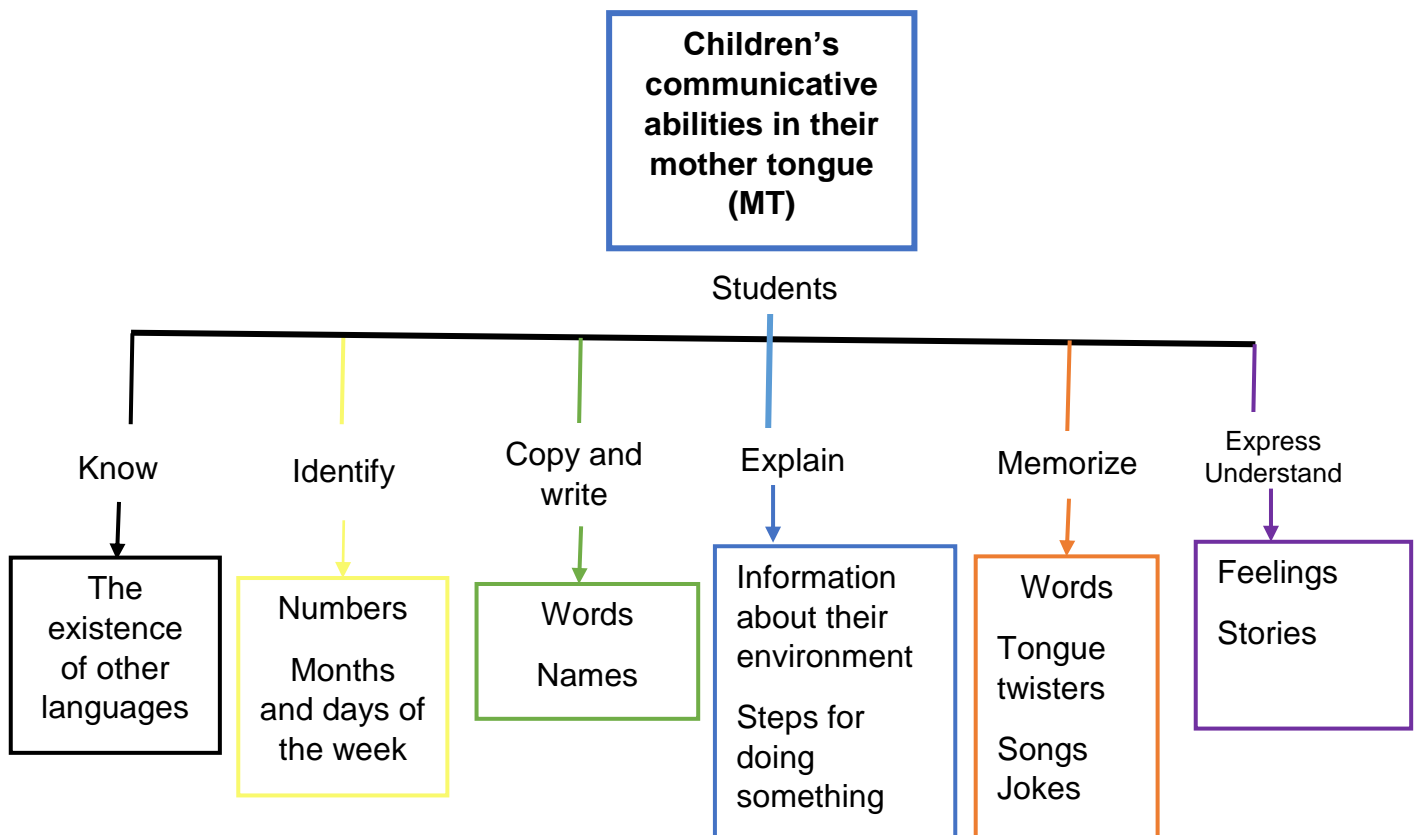 Children’s
communicative
abilities in their
mother tongue
(MT)
Students
Know
Identify
Copy and
write
Explain
Memorize
Express
Understand
The
existence
of other
languages
Numbers
Months
and days of
the week
Words
Names
Information
about their
environment
Steps for
doing
something
Words
Tongue
twisters
Songs
Jokes
Feelings
Stories